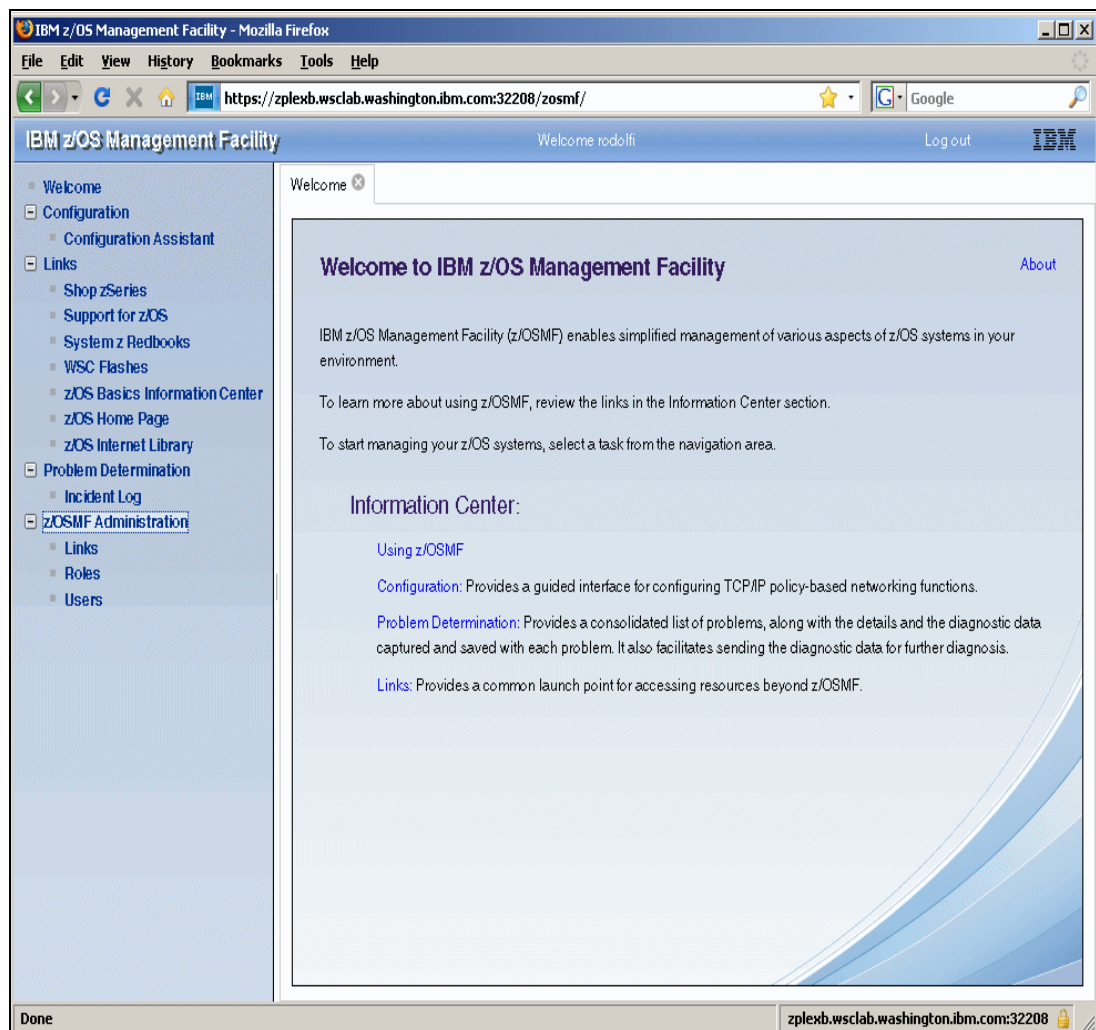 IBM z/OS Management Facility - Mozilla Firefox
File Edit View History Bookmarks Tools Help
IBM https://zplexb.wsclab.washington.ibm.com:32208/zosmf/ G Google
IBM z/OS Management Facility Welcome rodolfi Log out IBM
Welcome
Configuration
Configuration Assistant
Links
Shop zSeries
Support for z/OS
System z Redbooks
WSC Flashes
z/OS Basics Information Center
z/OS Home Page
z/OS Internet Library
Problem Determination
Incident Log
z/OSMF Administration
Links
Roles
Users
Welcome
Welcome to IBM z/OS Management Facility About
IBM z/OS Management Facility (z/OSMF) enables simplified management of various aspects of z/OS systems in your
environment.
To learn more about using z/OSMF, review the links in the Information Center section.
To start managing your z/OS systems, select a task from the navigation area.
Information Center:
Using z/OSMF
Configuration: Provides a guided interface for configuring TCP/IP policy-based networking functions.
Problem Determination: Provides a consolidated list of problems, along with the details and the diagnostic data
captured and saved with each problem. It also facilitates sending the diagnostic data for further diagnosis.
Links: Provides a common launch point for accessing resources beyond z/OSMF.
Done zplexb.wsclab.washington.ibm.com:32208